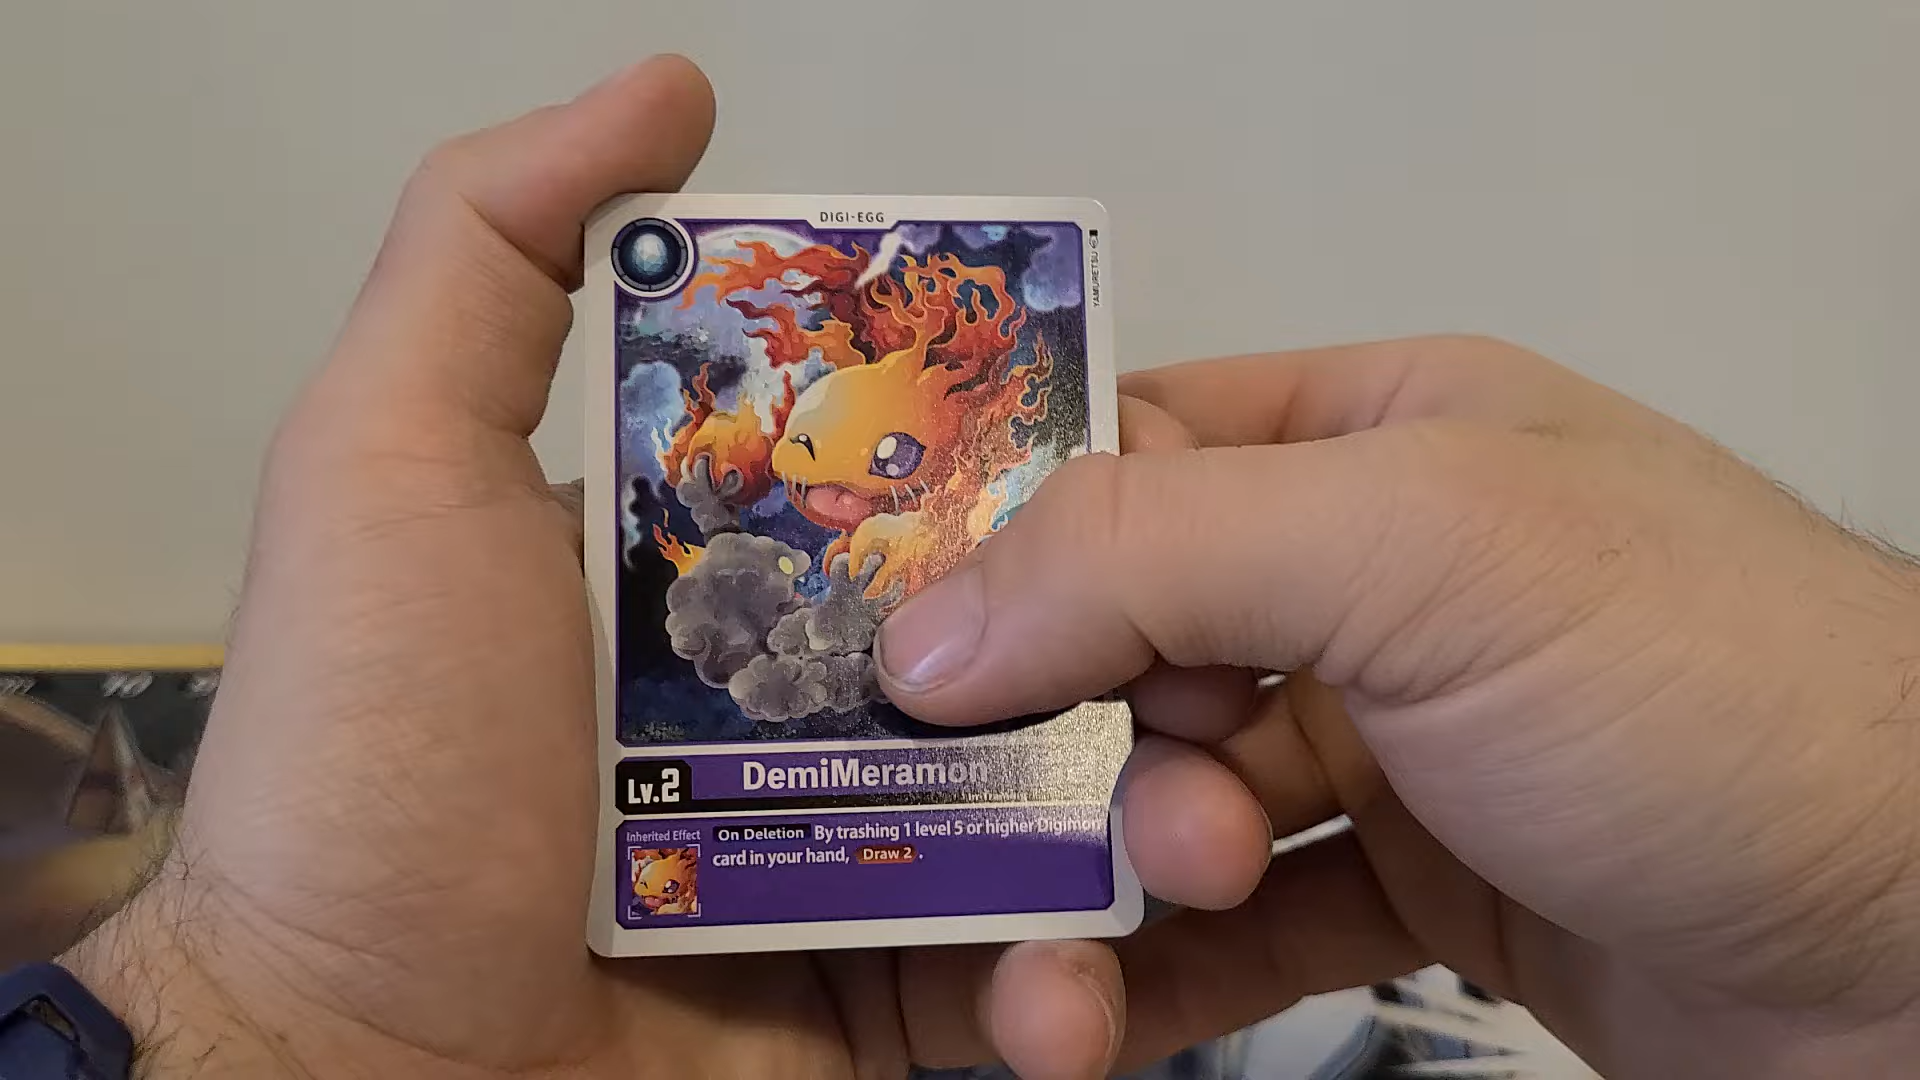 DIGI-EGG
YAMURETSU
Lv.2
DemiMeramon
Inherited Effect
On Deletion By trashing 1 level 5 or higher Digimon
card in your hand, Draw 2.